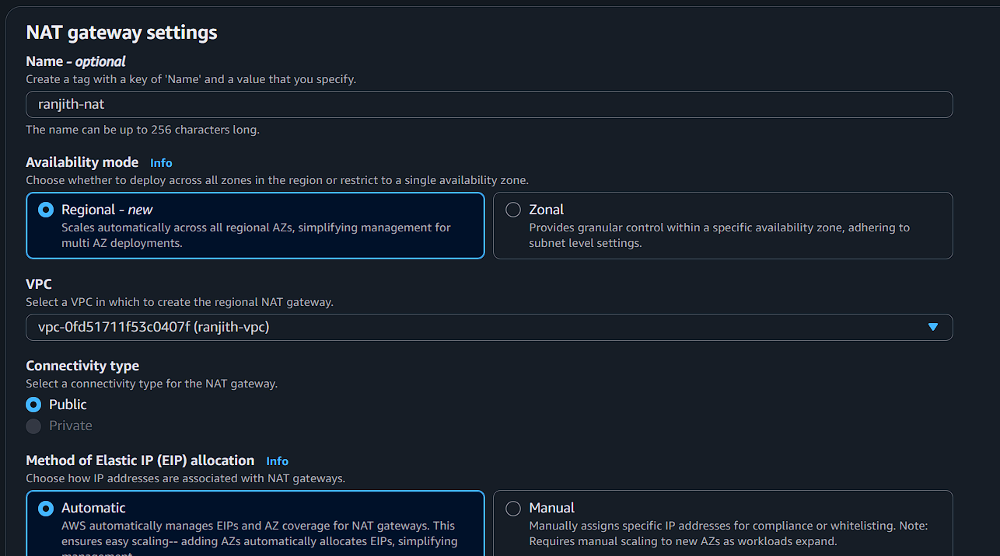 NAT gateway settings
Name - optional
Create a tag with a key of 'Name' and a value that you specify.
ranjith-nat
The name can be up to 256 characters long.
Availability mode Info
Choose whether to deploy across all zones in the region or restrict to a single availability zone.
Regional - new
Scales automatically across all regional AZs, simplifying management for
multi AZ deployments.
Zonal
Provides granular control within a specific availability zone, adhering to
subnet level settings.
VPC
Select a VPC in which to create the regional NAT gateway.
vpc-0fd51711f53c0407f (ranjith-vpc)
Connectivity type
Select a connectivity type for the NAT gateway.
Public
Private
Method of Elastic IP (EIP) allocation Info
Choose how IP addresses are associated with NAT gateways.
Automatic
AWS automatically manages EIPs and AZ coverage for NAT gateways. This
ensures easy scaling-- adding AZs automatically allocates EIPs, simplifying
management.
Manual
Manually assigns specific IP addresses for compliance or whitelisting. Note:
Requires manual scaling to new AZs as workloads expand.